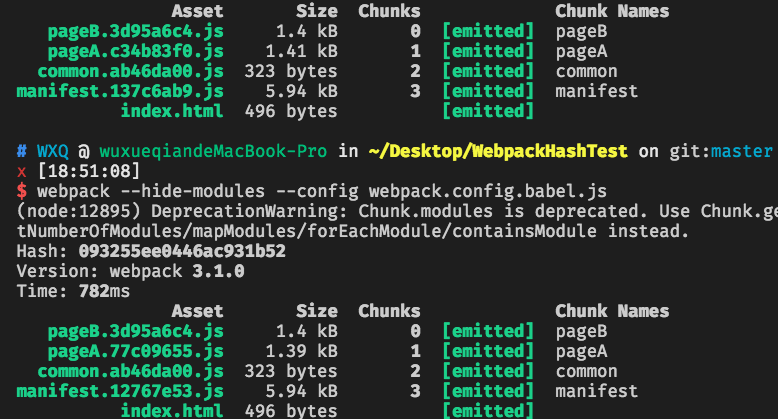 Asset Size Chunks Chunk Names
pageB.3d95a6c4.js 1.4 kB 0 [emitted] pageB
pageA.c34b83f0.js 1.41 kB 1 [emitted] pageA
common.ab46da00.js 323 bytes 2 [emitted] common
manifest.137c6ab9.js 5.94 kB 3 [emitted] manifest
index.html 496 bytes [emitted]
# WXQ @ wuxueqiandeMacBook-Pro in ~/Desktop/WebpackHashTest on git:master
x [18:51:08]
$ webpack --hide-modules --config webpack.config.babel.js
(node:12895) DeprecationWarning: Chunk.modules is deprecated. Use Chunk.ge
tNumberOfModules/mapModules/forEachModule/containsModule instead.
Hash: 093255ee0446ac931b52
Version: webpack 3.1.0
Time: 782ms
Asset Size Chunks Chunk Names
pageB.3d95a6c4.js 1.4 kB 0 [emitted] pageB
pageA.77c09655.js 1.39 kB 1 [emitted] pageA
common.ab46da00.js 323 bytes 2 [emitted] common
manifest.12767e53.js 5.94 kB 3 [emitted] manifest
index.html 496 bytes [emitted]